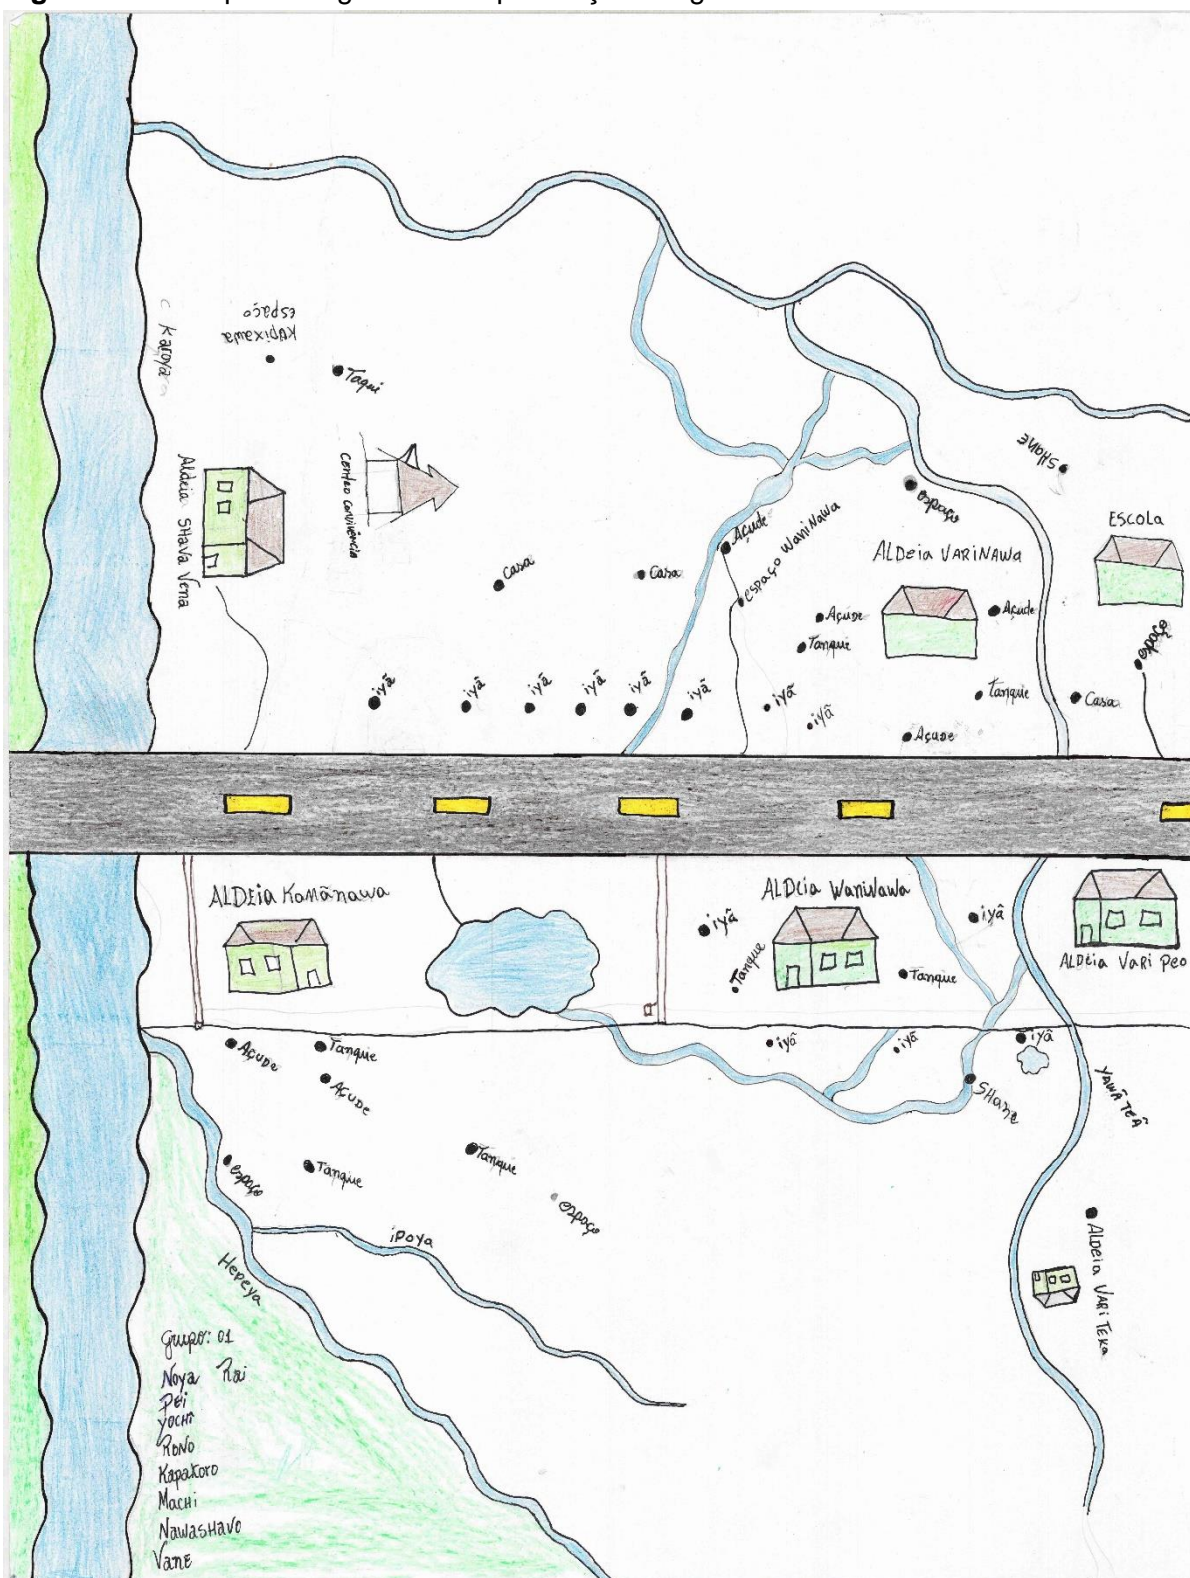 C
Karoya
espaço
Kapixawa
Taqui
Aldeia SHava Vena
centro convivência
Casa
Casa
Açude
espaço WaniNawa
SHaNE
espaço
ESCOLA
ALDeia VARiNAWA
Açude
Tanque
Açude
espaço
Tanque
Casa
Açude
iyã
iyã
iyã
iyã
iyã
iyã
iyã
iyã
ALDEia Kamãnawa
ALDeia WaniNawa
iyã
Tanque
Tanque
iyã
ALDeia Vari Peo
Açude
Tanque
Açude
iyã
iyã
iyã
SHane
YAWÃ TEÃ
espaço
Tanque
Tanque
espaço
iPoya
Hepeya
ALDeia VARi TEKA
Grupo: 01
Noya Rai
Pei
YOCHĨ
RONO
Kapakoro
Machi
NawasHavo
Vane